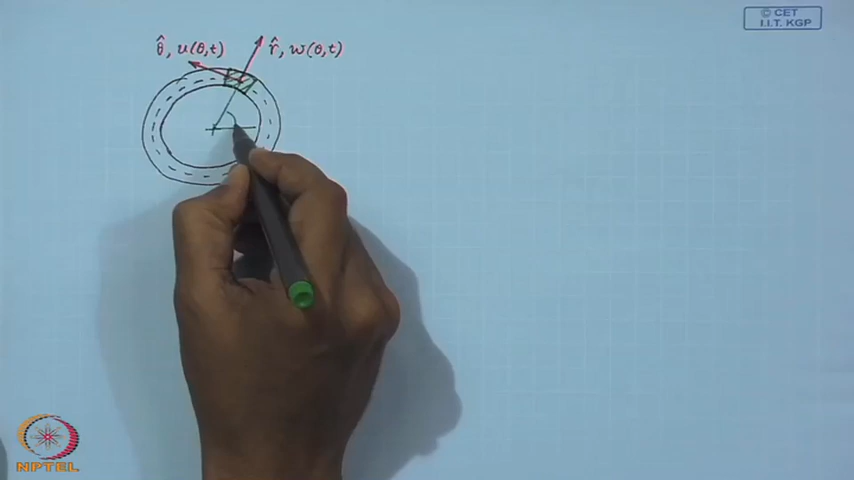 © CET
I.I.T. KGP
θ̂, u(θ,t)
r̂, w(θ,t)
NPTEL